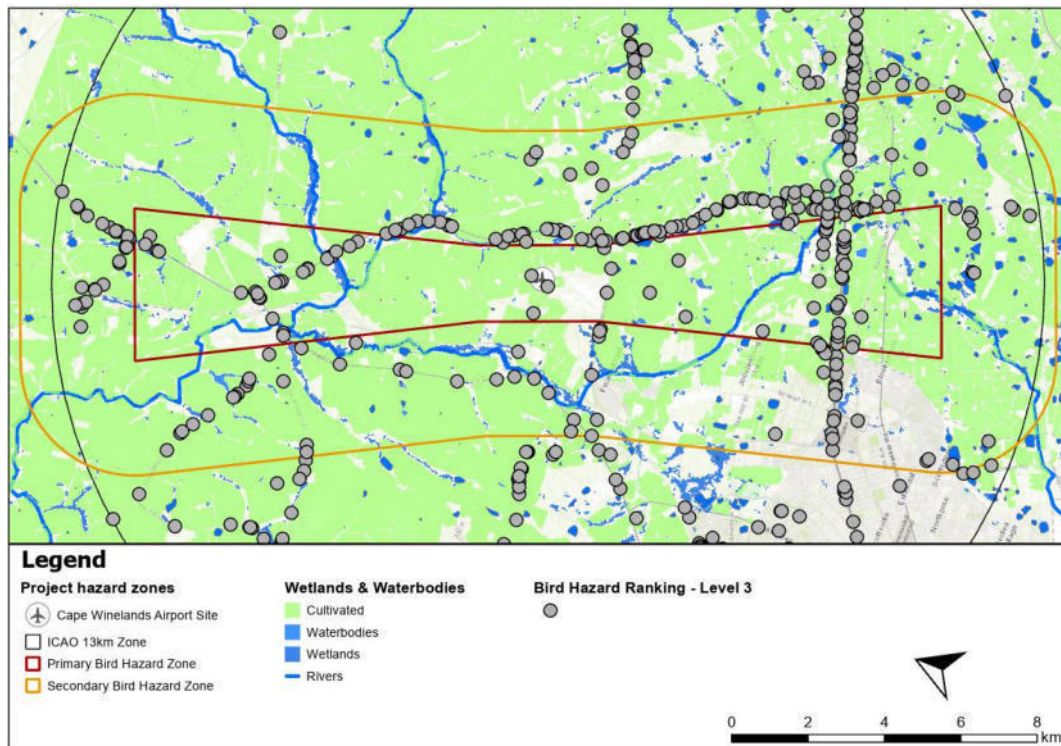 Legend
Project hazard zones
Cape Winelands Airport Site
ICAO 13km Zone
Primary Bird Hazard Zone
Secondary Bird Hazard Zone
Wetlands & Waterbodies
Cultivated
Waterbodies
Wetlands
Rivers
Bird Hazard Ranking - Level 3
0 2 4 6 8
km